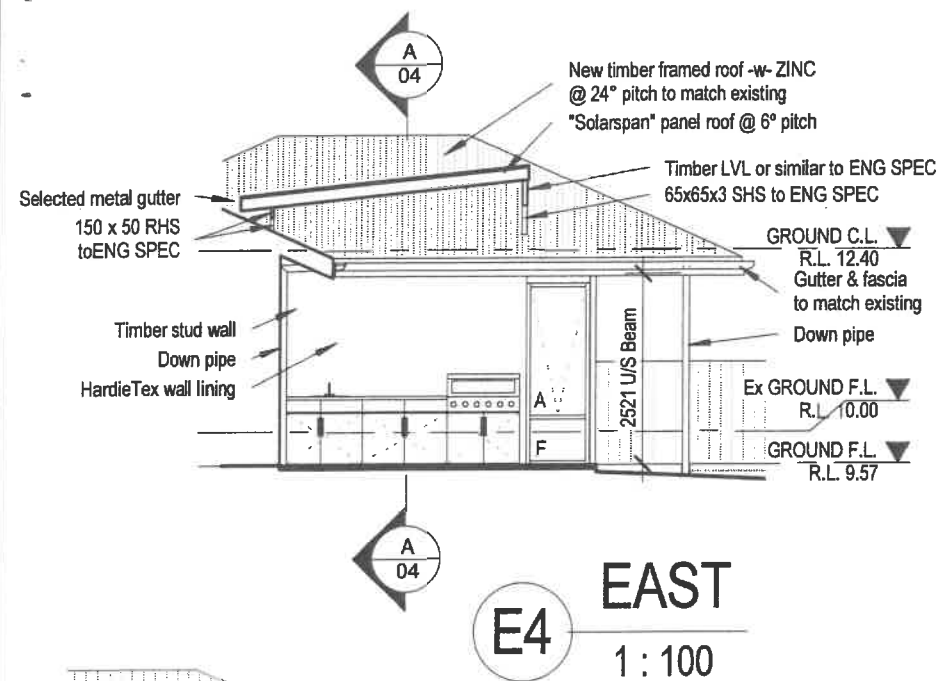 A
04
New timber framed roof -w- ZINC
@ 24° pitch to match existing
"Solarspan" panel roof @ 6º pitch
Timber LVL or similar to ENG SPEC
65x65x3 SHS to ENG SPEC
Selected metal gutter
150 x 50 RHS
toENG SPEC
GROUND C.L.
R.L. 12.40
Gutter & fascia
to match existing
Down pipe
Timber stud wall
Down pipe
HardieTex wall lining
2521 U/S Beam
A
F
Ex GROUND F.L.
R.L. 10.00
GROUND F.L.
R.L. 9.57
A
04
E4
EAST
1 : 100